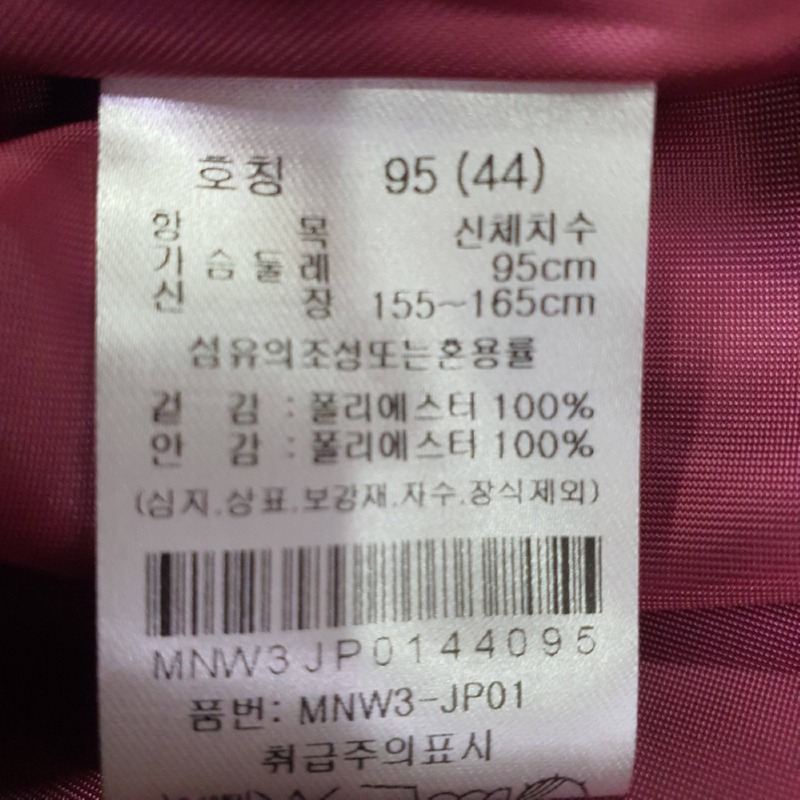 호칭 95 (44)
항 목 신체치수
가 슴 둘 레 95cm
신 장 155~165cm
섬유의조성또는혼용률
겉 감 : 폴리에스터 100%
안 감 : 폴리에스터 100%
(심지.상표.보강재.자수.장식제외)
MNW3JP0144095
품번: MNW3-JP01
취급주의표시